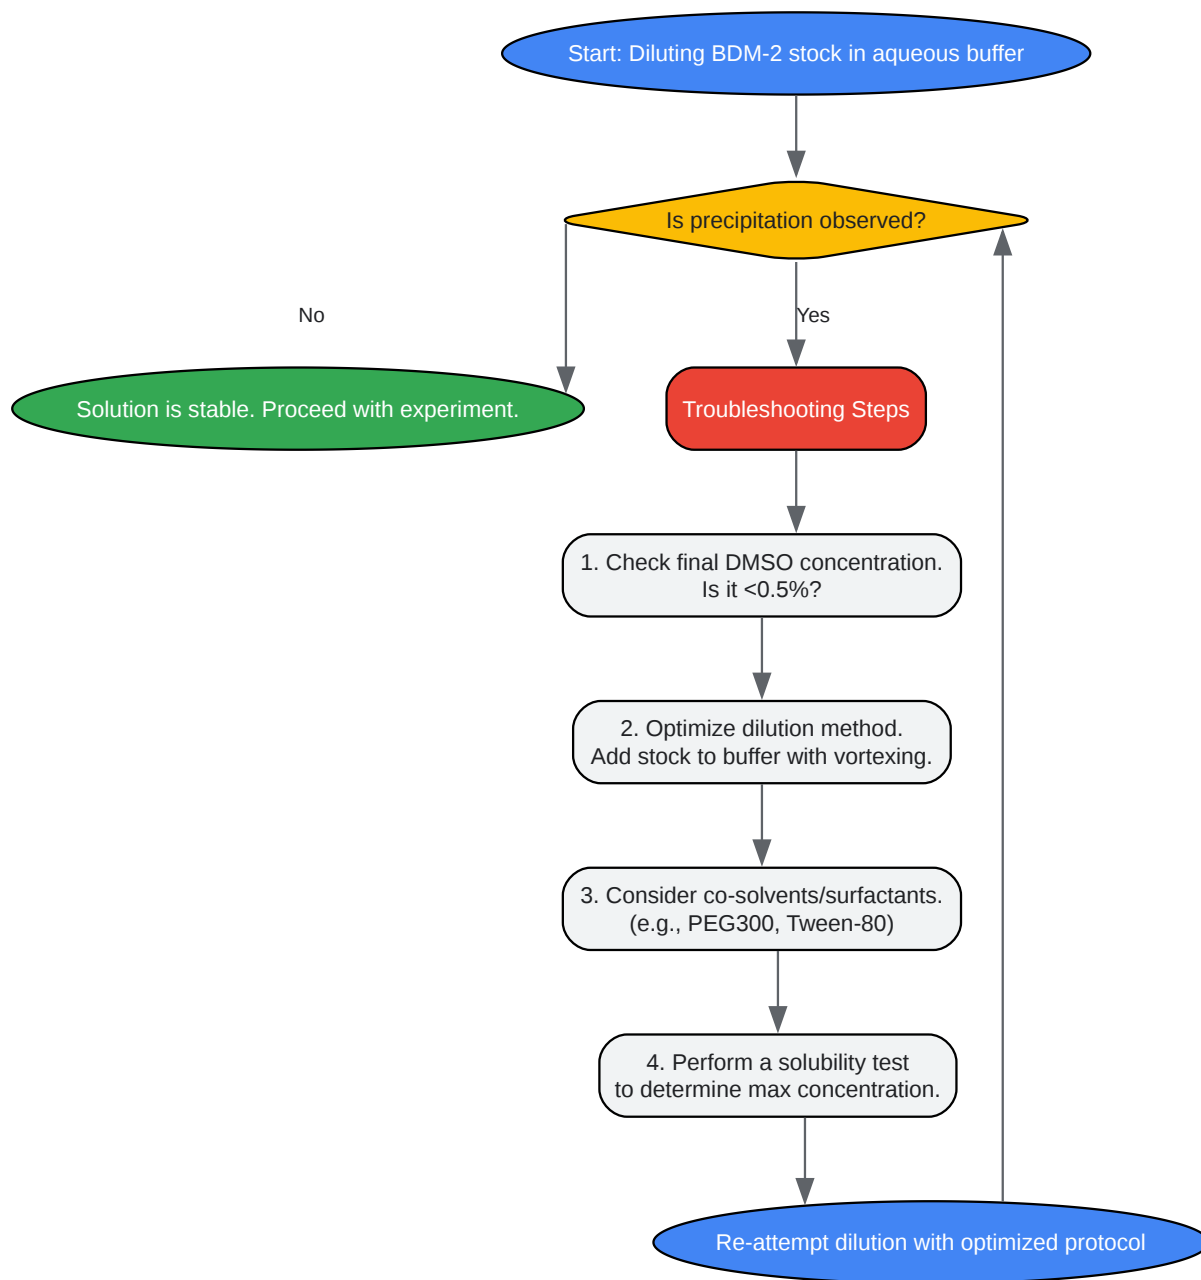 Start: Diluting BDM-2 stock in aqueous buffer
Is precipitation observed?
No
Yes
Solution is stable. Proceed with experiment.
Troubleshooting Steps
1. Check final DMSO concentration.
Is it <0.5%?
2. Optimize dilution method.
Add stock to buffer with vortexing.
3. Consider co-solvents/surfactants.
(e.g., PEG300, Tween-80)
4. Perform a solubility test
to determine max concentration.
Re-attempt dilution with optimized protocol